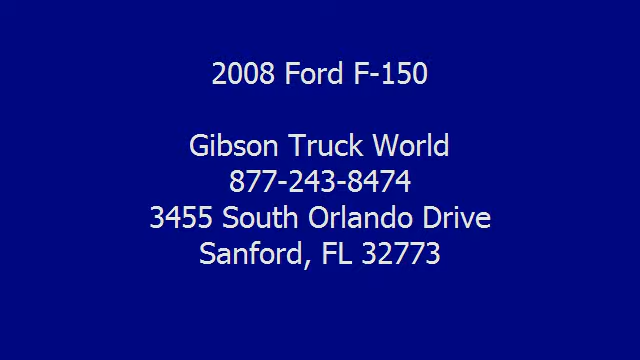 2008 Ford F-150
Gibson Truck World
877-243-8474
3455 South Orlando Drive
Sanford, FL 32773